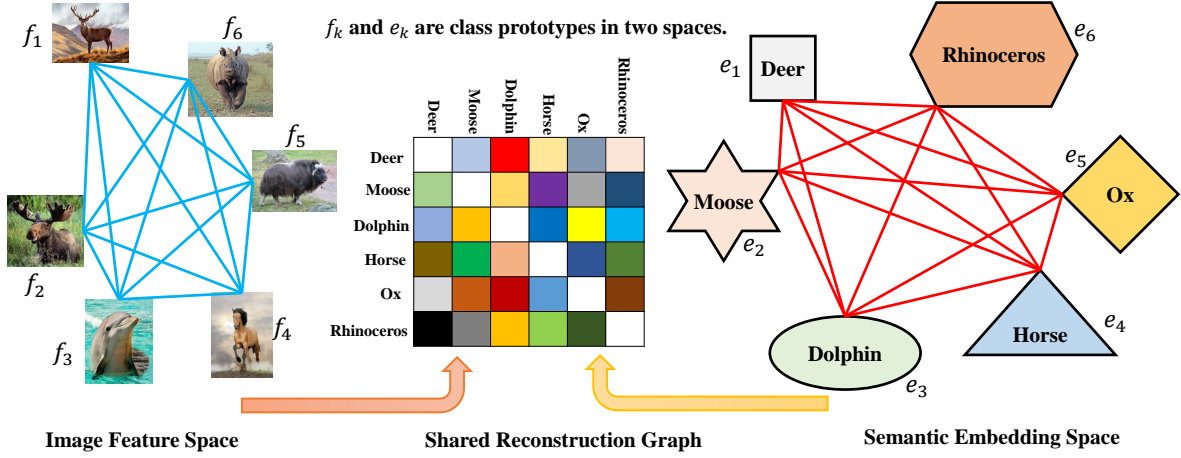 f₁
f₆
f₅
f₂
f₃
f₄
f_k and e_k are class prototypes in two spaces.
Deer Moose Dolphin Horse Ox Rhinoceros
Deer
Moose
Dolphin
Horse
Ox
Rhinoceros
e₁
Deer
Rhinoceros
e₆
e₅
Ox
Moose
e₂
Horse
e₄
Dolphin
e₃
Image Feature Space
Shared Reconstruction Graph
Semantic Embedding Space